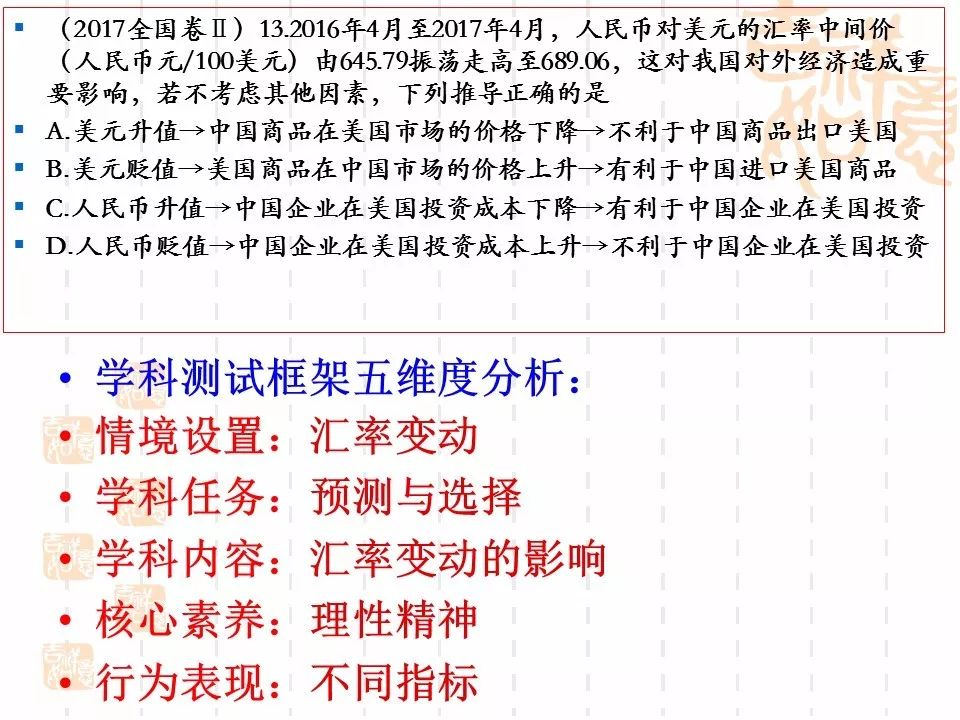 （2017全国卷Ⅱ）13.2016年4月至2017年4月，人民币对美元的汇率中间价
（人民币元/100美元）由645.79振荡走高至689.06，这对我国对外经济造成重
要影响，若不考虑其他因素，下列推导正确的是
A.美元升值→中国商品在美国市场的价格下降→不利于中国商品出口美国
B.美元贬值→美国商品在中国市场的价格上升→有利于中国进口美国商品
C.人民币升值→中国企业在美国投资成本下降→有利于中国企业在美国投资
D.人民币贬值→中国企业在美国投资成本上升→不利于中国企业在美国投资
• 学科测试框架五维度分析：
• 情境设置：汇率变动
• 学科任务：预测与选择
• 学科内容：汇率变动的影响
• 核心素养：理性精神
• 行为表现：不同指标